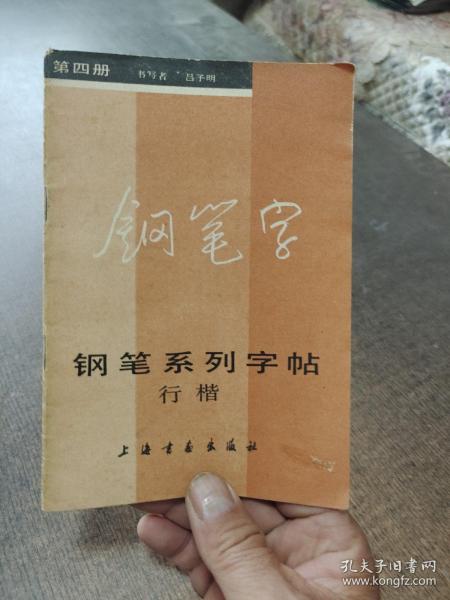 第四册 书写者 吕予明
钢笔字
钢笔系列字帖
行楷
上海书画出版社
孔夫子旧书网
www.kongfz.com